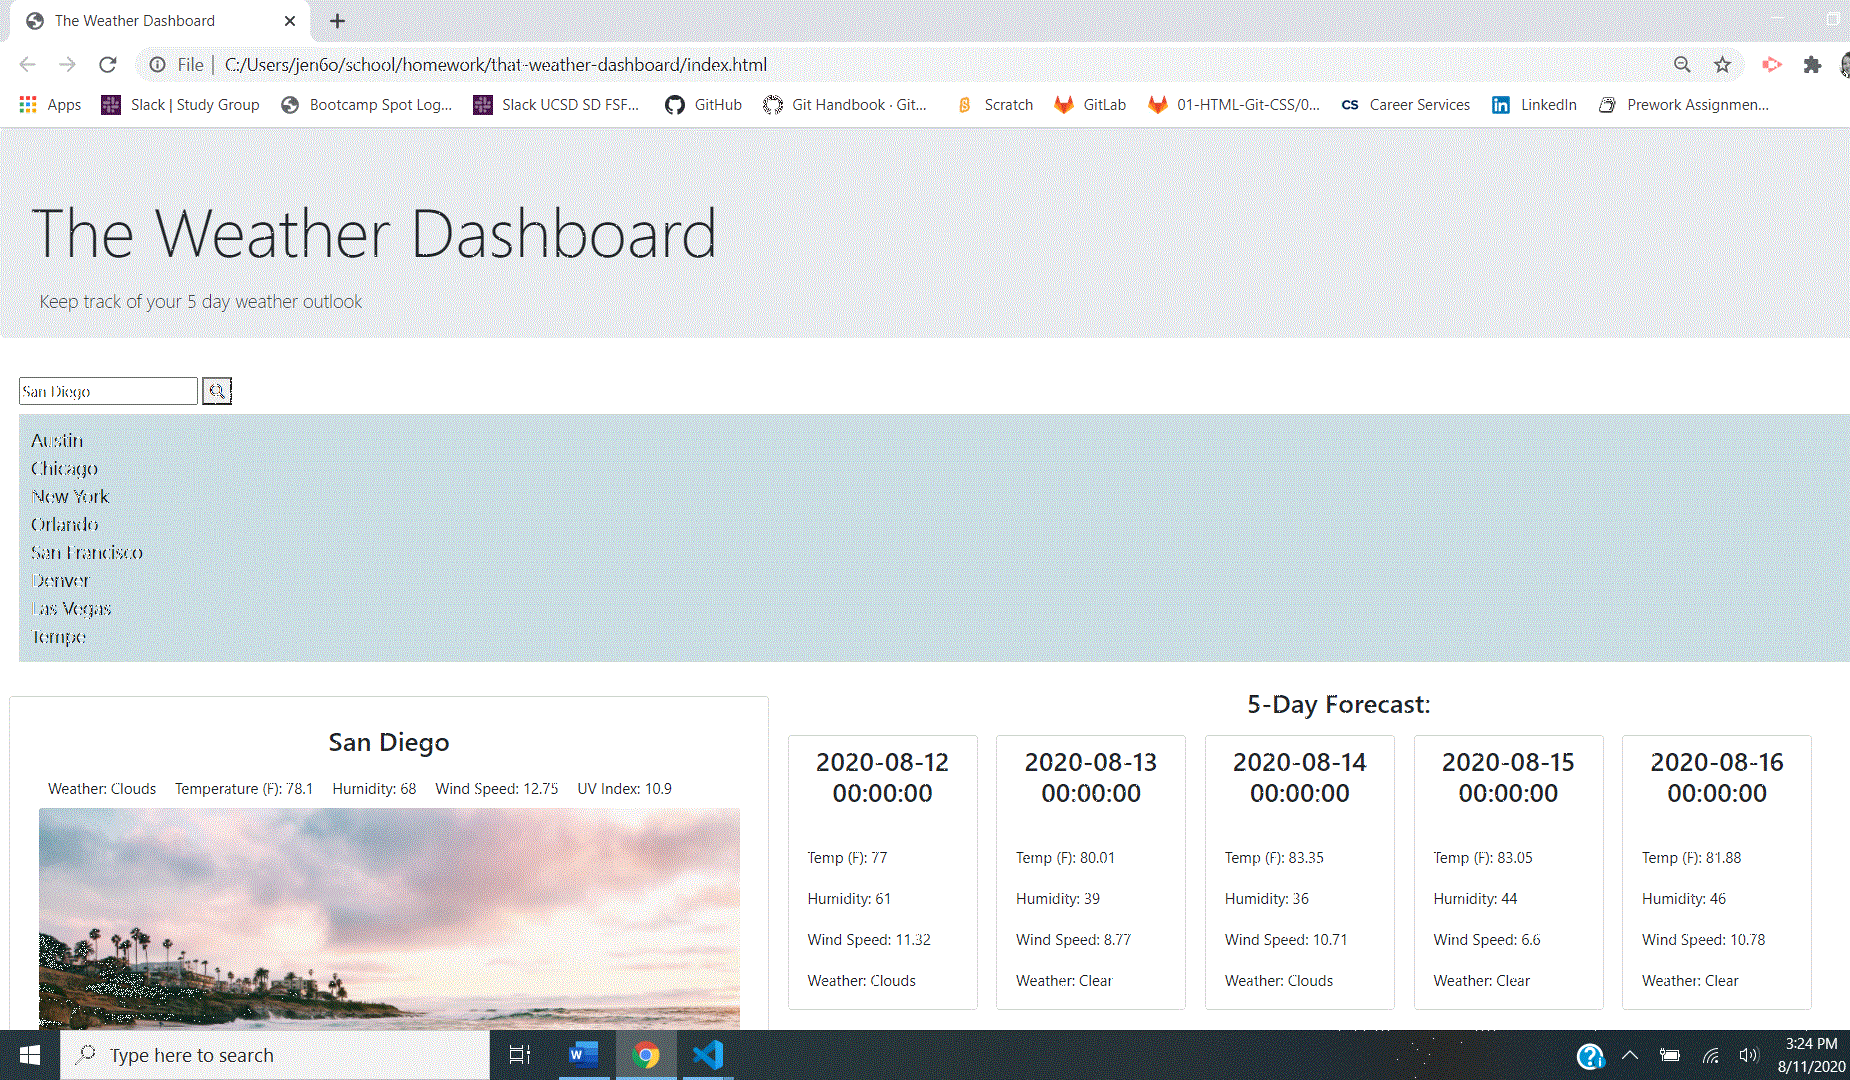 The Weather Dashboard
File | C:/Users/jen6o/school/homework/that-weather-dashboard/index.html
Apps Slack | Study Group Bootcamp Spot Log... Slack UCSD SD FSF... GitHub Git Handbook · Git... Scratch GitLab 01-HTML-Git-CSS/0... CS Career Services LinkedIn Prework Assignmen...
The Weather Dashboard
Keep track of your 5 day weather outlook
San Diego
Austin
Chicago
New York
Orlando
San Francisco
Denver
Las Vegas
Tempe
San Diego
Weather: Clouds Temperature (F): 78.1 Humidity: 68 Wind Speed: 12.75 UV Index: 10.9
5-Day Forecast:
2020-08-12
00:00:00
Temp (F): 77
Humidity: 61
Wind Speed: 11.32
Weather: Clouds
2020-08-13
00:00:00
Temp (F): 80.01
Humidity: 39
Wind Speed: 8.77
Weather: Clear
2020-08-14
00:00:00
Temp (F): 83.35
Humidity: 36
Wind Speed: 10.71
Weather: Clouds
2020-08-15
00:00:00
Temp (F): 83.05
Humidity: 44
Wind Speed: 6.6
Weather: Clear
2020-08-16
00:00:00
Temp (F): 81.88
Humidity: 46
Wind Speed: 10.78
Weather: Clear
Type here to search
3:24 PM
8/11/2020